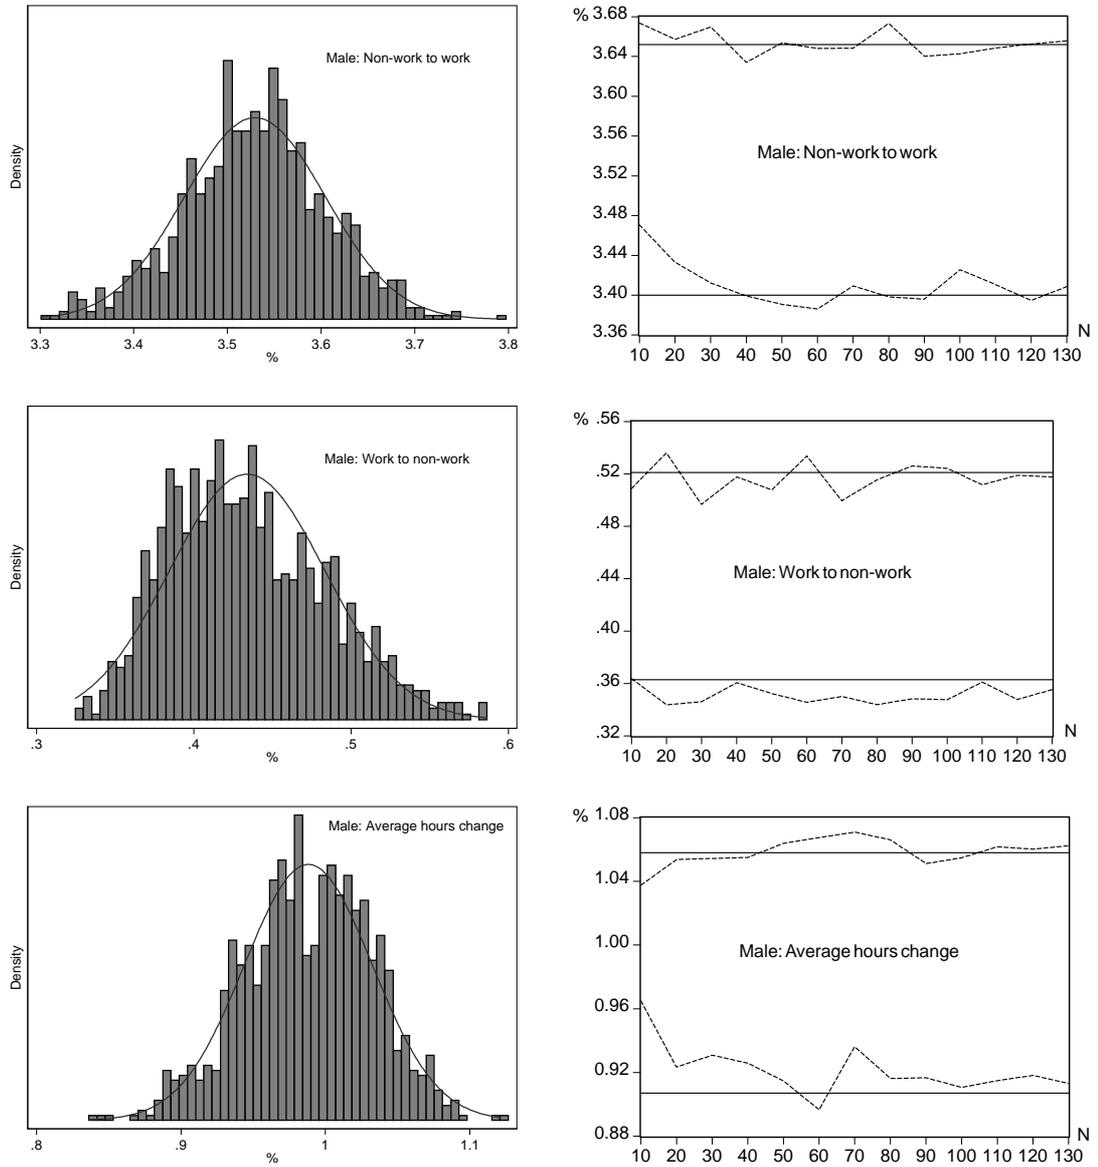 Male: Non-work to work
Density
3.3 3.4 3.5 3.6 3.7 3.8
%
% 3.68
3.64
3.60
3.56
3.52
3.48
3.44
3.40
3.36
Male: Non-work to work
N
10 20 30 40 50 60 70 80 90 100 110 120 130
Male: Work to non-work
Density
.3 .4 .5 .6
%
% .56
.52
.48
.44
.40
.36
.32
Male: Work to non-work
N
10 20 30 40 50 60 70 80 90 100 110 120 130
Male: Average hours change
Density
.8 .9 1 1.1
%
% 1.08
1.04
1.00
0.96
0.92
0.88
Male: Average hours change
N
10 20 30 40 50 60 70 80 90 100 110 120 130